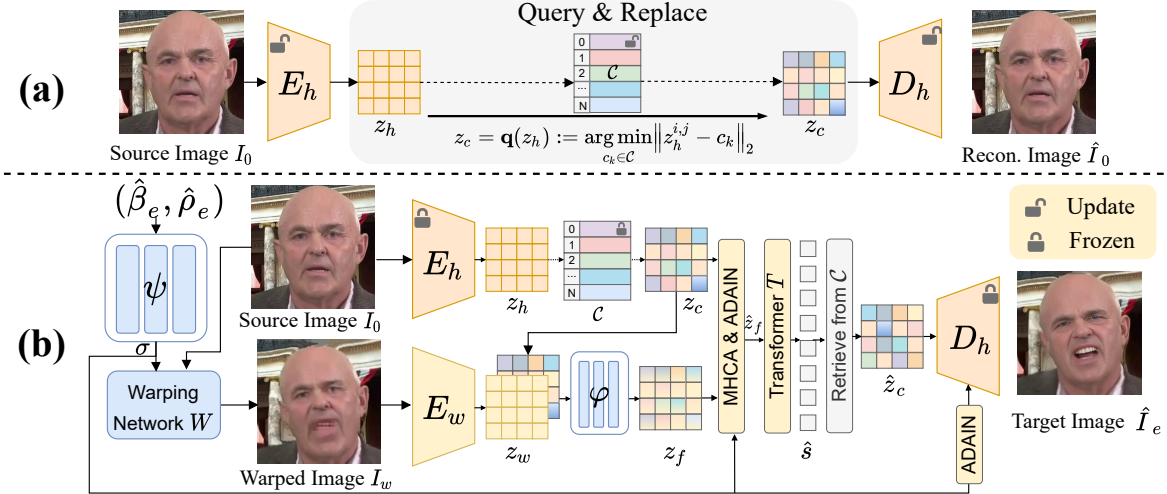 Query & Replace
(a)
E_h
z_h
0
1
2
...
N
C
z_c = q(z_h) := arg min_{c_k∈C} ‖z_h^{i,j} − c_k‖_2
z_c
D_h
Source Image I_0
Recon. Image Î_0
(β̂_e, ρ̂_e)
Update
Frozen
(b)
ψ
σ
Source Image I_0
E_h
z_h
0
1
2
...
N
C
z_c
MHCA & ADAIN
ẑ_f
Transformer T
ŝ
Retrieve from C
ẑ_c
D_h
ADAIN
Target Image Î_e
Warping
Network W
Warped Image I_w
E_w
z_w
φ
z_f